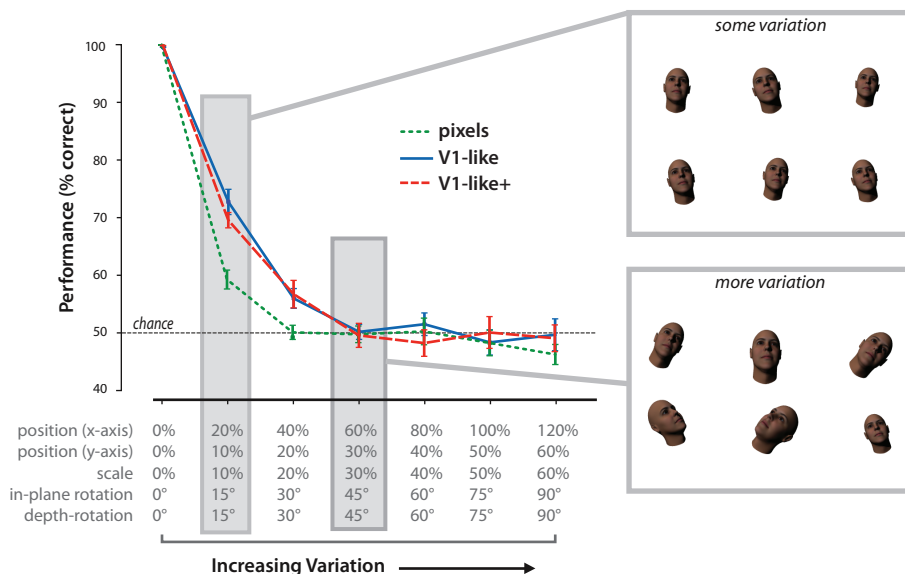 some variation
100
90
80
70
60
50
40
Performance (% correct)
pixels
V1-like
V1-like+
chance
more variation
position (x-axis) 0% 20% 40% 60% 80% 100% 120%
position (y-axis) 0% 10% 20% 30% 40% 50% 60%
scale 0% 10% 20% 30% 40% 50% 60%
in-plane rotation 0° 15° 30° 45° 60° 75° 90°
depth-rotation 0° 15° 30° 45° 60° 75° 90°
Increasing Variation